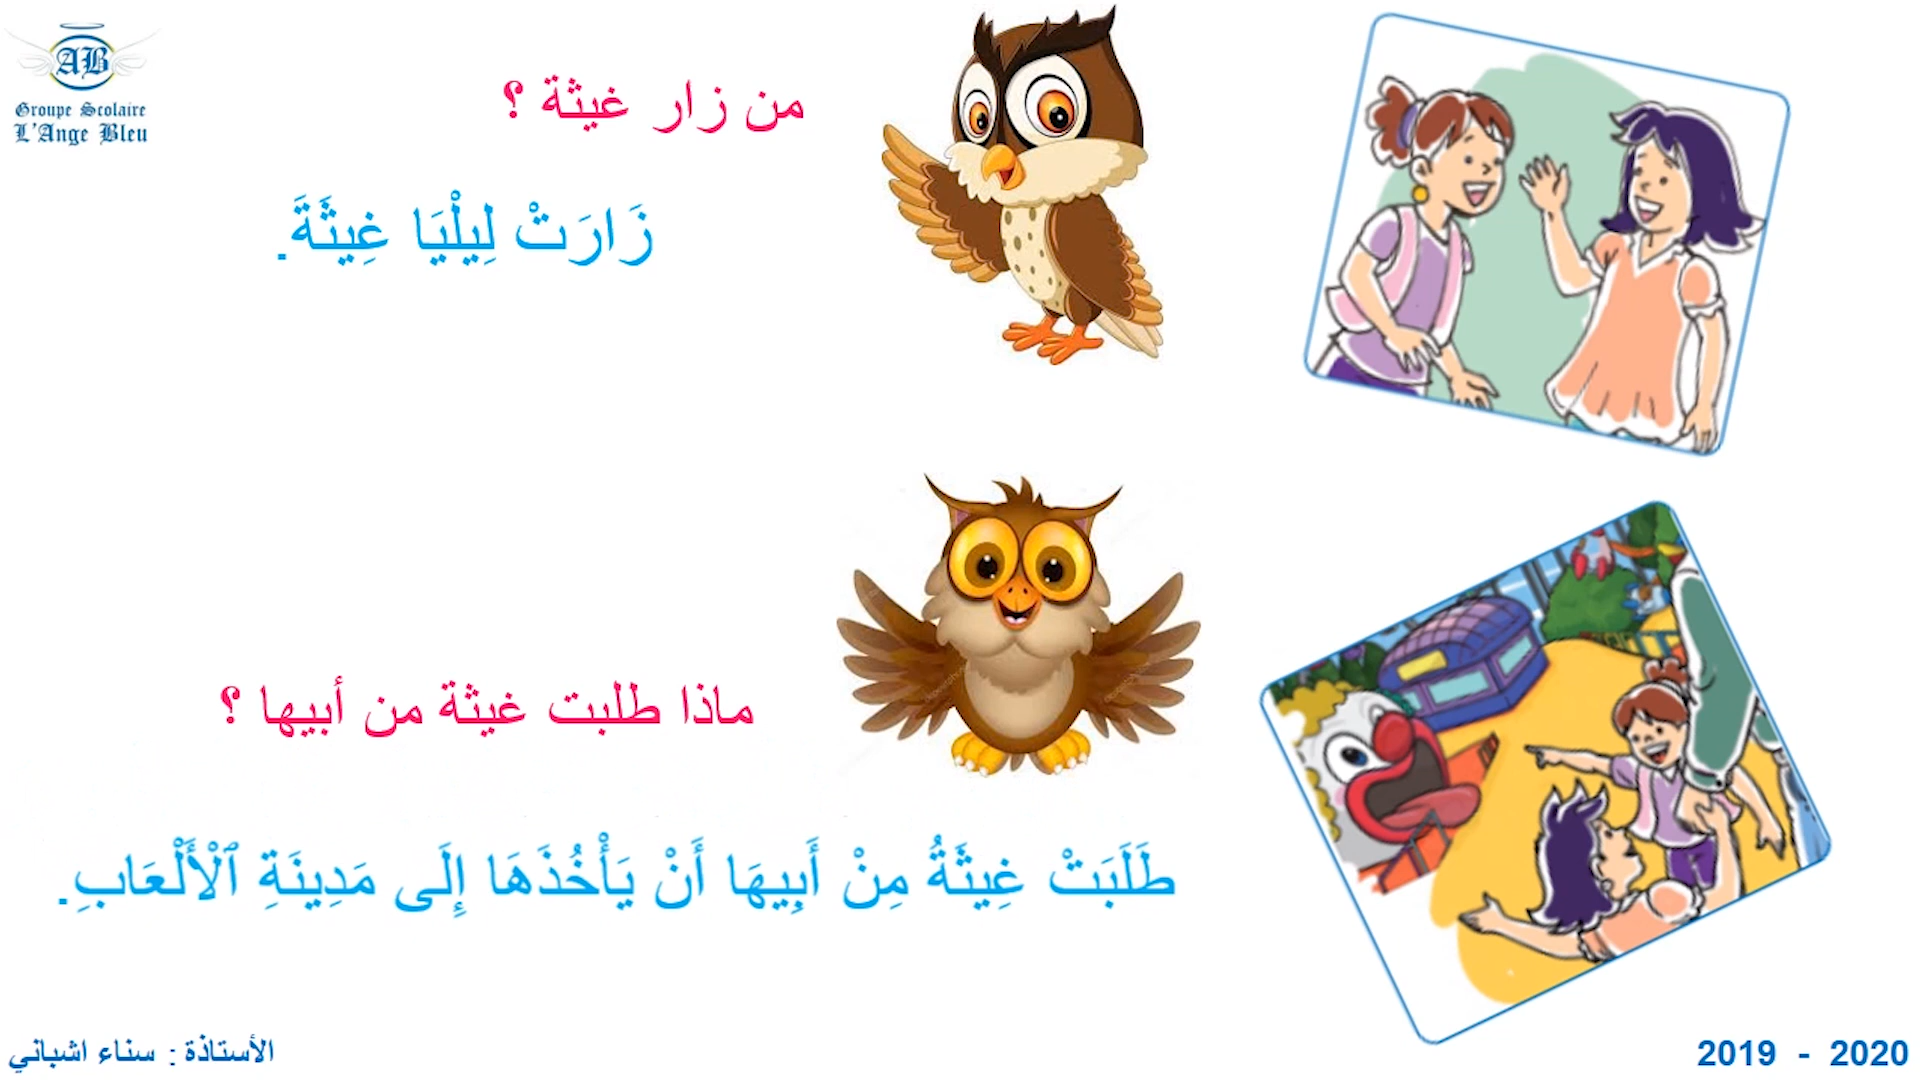 AB
Groupe Scolaire
L'Ange Bleu
من زار غيثة ؟
زَارَتْ لِيلْيَا غِيثَةَ.
ماذا طلبت غيثة من أبيها ؟
طَلَبَتْ غِيثَةُ مِنْ أَبِيهَا أَنْ يَأْخُذَهَا إِلَى مَدِينَةِ ٱلْأَلْعَابِ.
الأستاذة : سناء اشباني
2019 - 2020